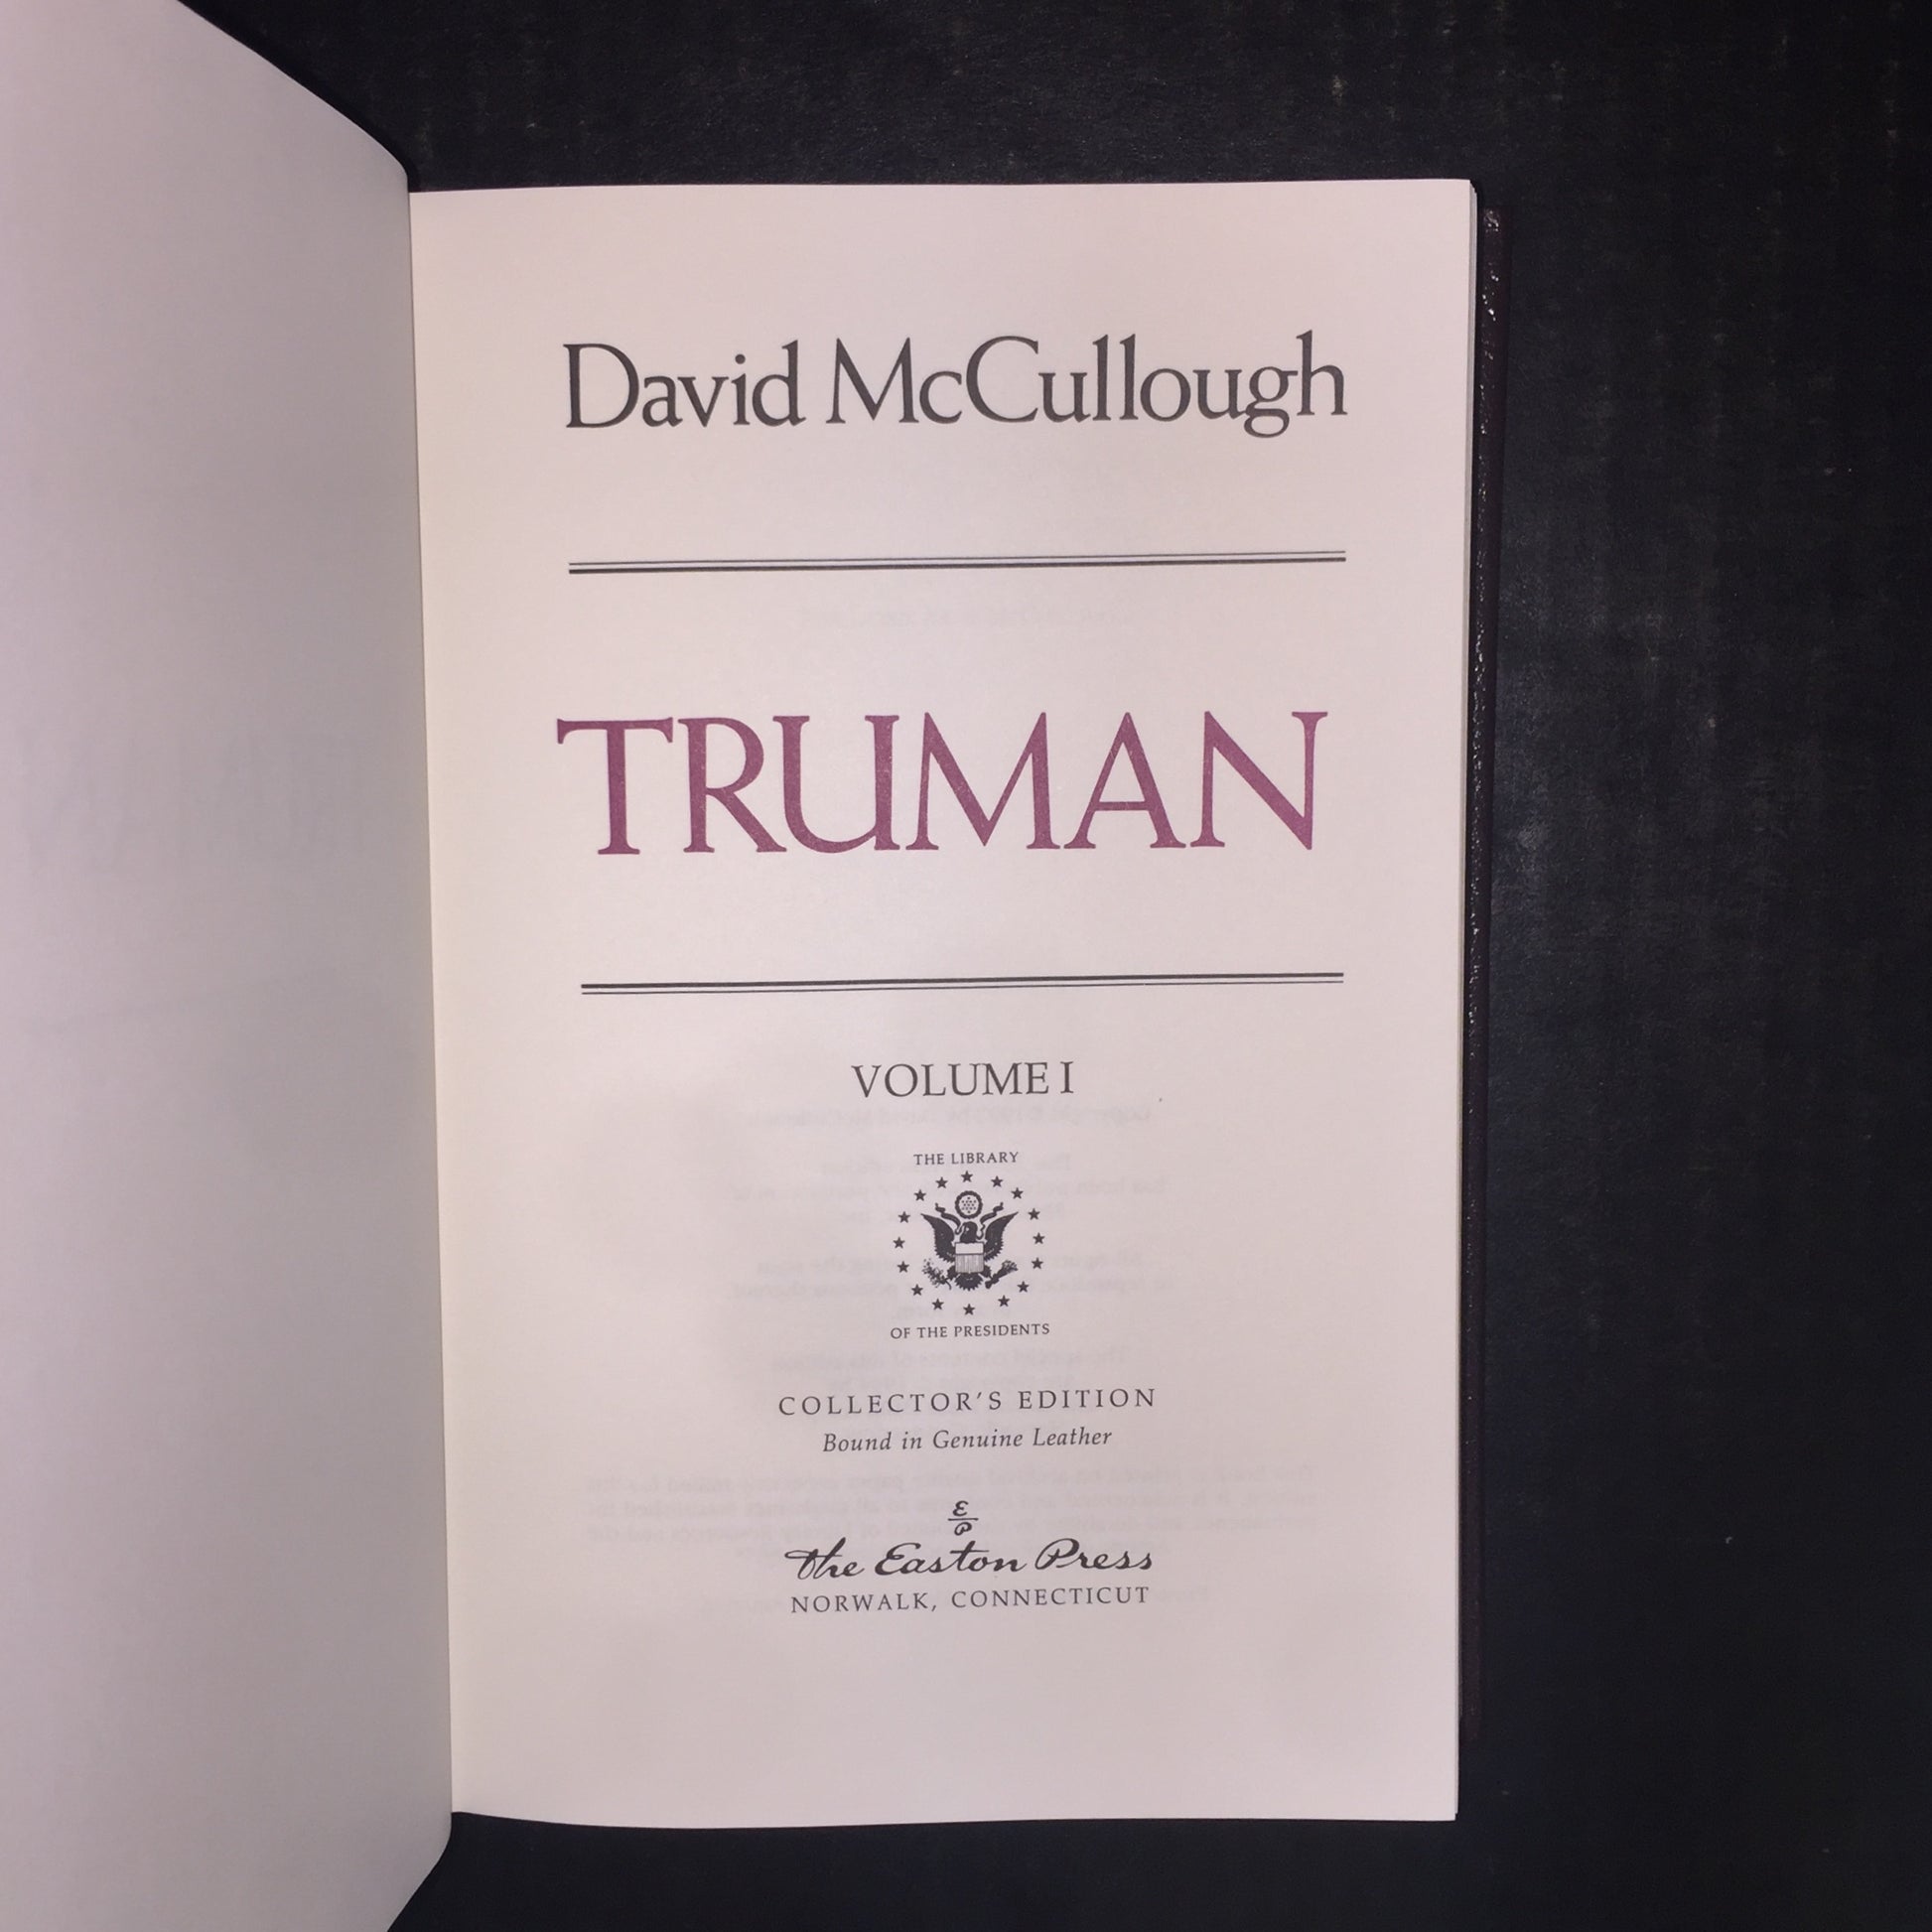 David McCullough
TRUMAN
VOLUME I
THE LIBRARY
OF THE PRESIDENTS
COLLECTOR'S EDITION
Bound in Genuine Leather
The Easton Press
NORWALK, CONNECTICUT